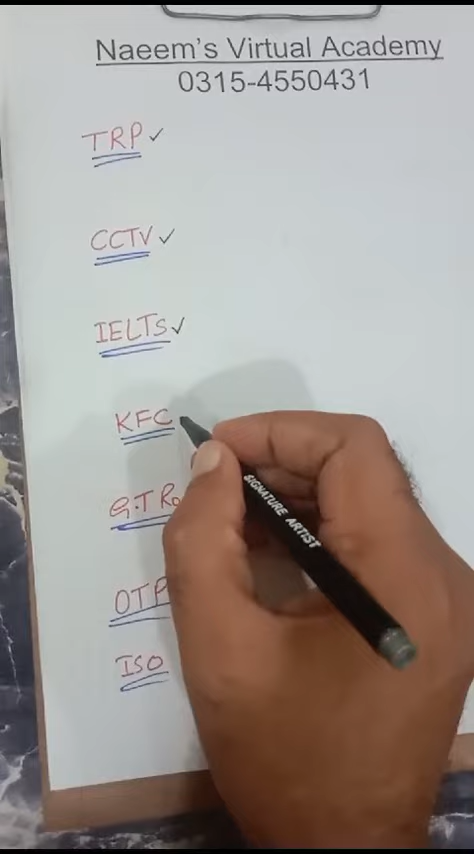 Naeem's Virtual Academy
0315-4550431
TRP ✓
CCTV ✓
IELTS ✓
KFC
G.T Ro
OTP
ISO
SIGNATURE ARTIST